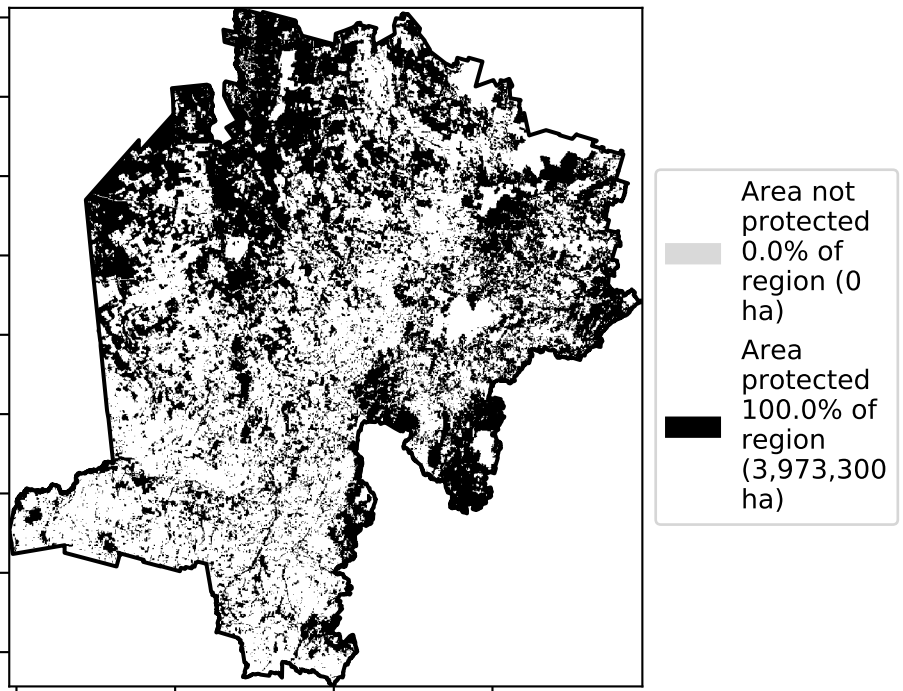 Area not
protected
0.0% of
region (0
ha)
Area
protected
100.0% of
region
(3,973,300
ha)